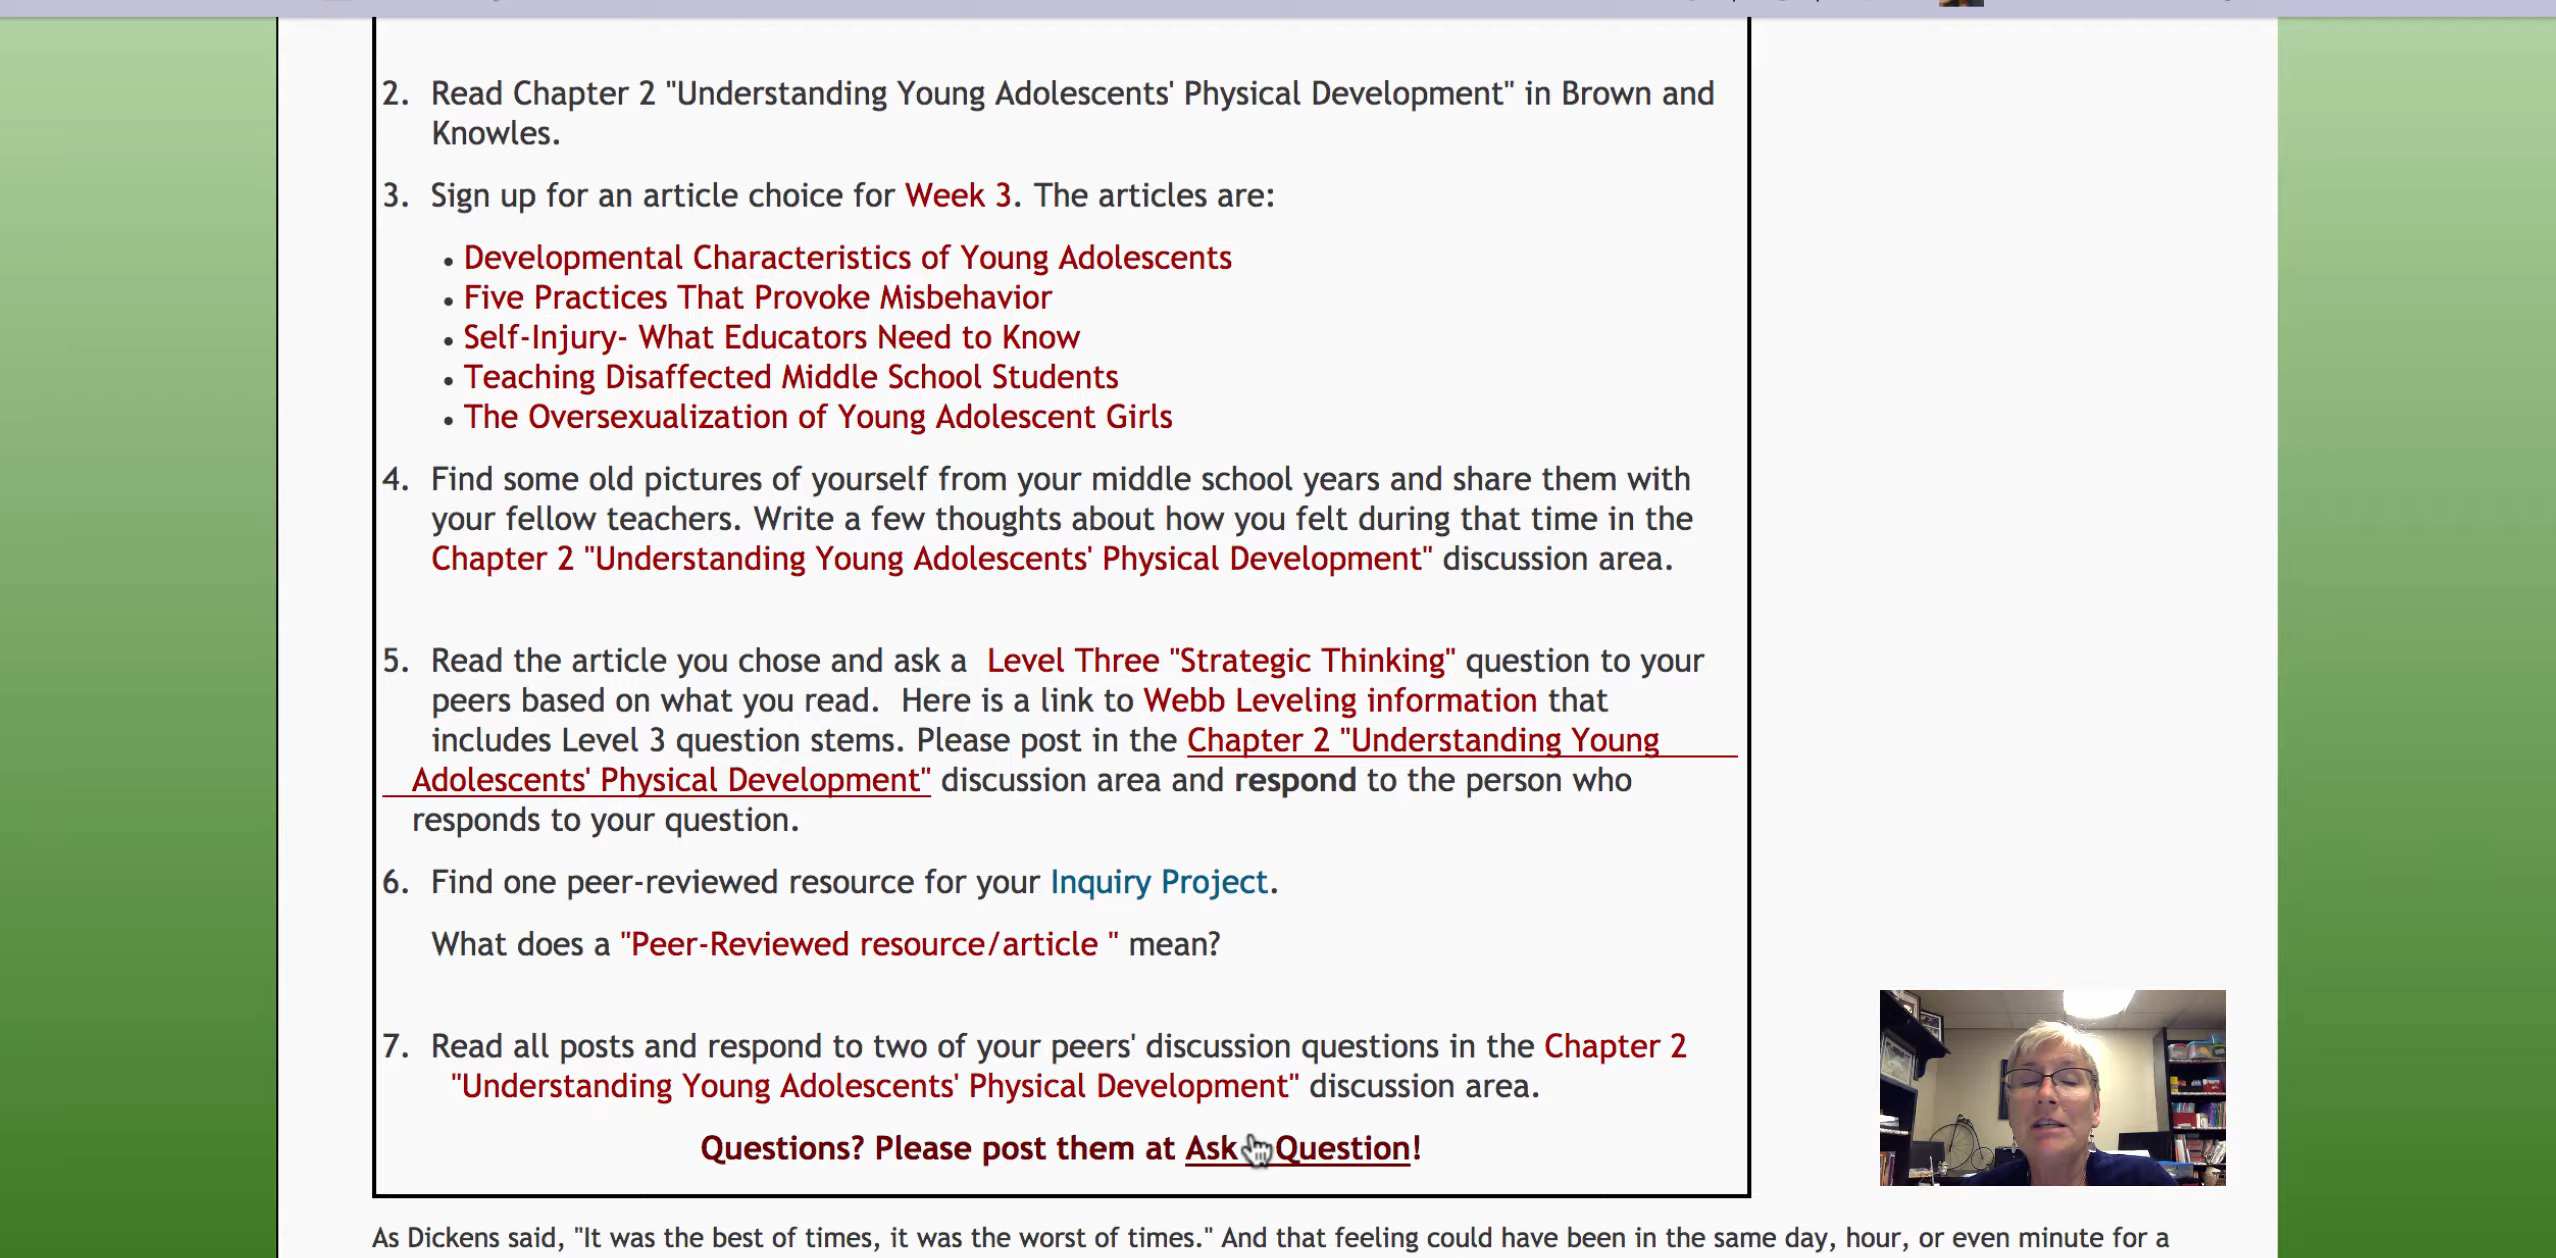 2. Read Chapter 2 "Understanding Young Adolescents' Physical Development" in Brown and
Knowles.
3. Sign up for an article choice for Week 3. The articles are:
• Developmental Characteristics of Young Adolescents
• Five Practices That Provoke Misbehavior
• Self-Injury- What Educators Need to Know
• Teaching Disaffected Middle School Students
• The Oversexualization of Young Adolescent Girls
4. Find some old pictures of yourself from your middle school years and share them with
your fellow teachers. Write a few thoughts about how you felt during that time in the
Chapter 2 "Understanding Young Adolescents' Physical Development" discussion area.
5. Read the article you chose and ask a Level Three "Strategic Thinking" question to your
peers based on what you read. Here is a link to Webb Leveling information that
includes Level 3 question stems. Please post in the Chapter 2 "Understanding Young
Adolescents' Physical Development" discussion area and respond to the person who
responds to your question.
6. Find one peer-reviewed resource for your Inquiry Project.
What does a "Peer-Reviewed resource/article " mean?
7. Read all posts and respond to two of your peers' discussion questions in the Chapter 2
"Understanding Young Adolescents' Physical Development" discussion area.
Questions? Please post them at Ask Question!
As Dickens said, "It was the best of times, it was the worst of times." And that feeling could have been in the same day, hour, or even minute for a